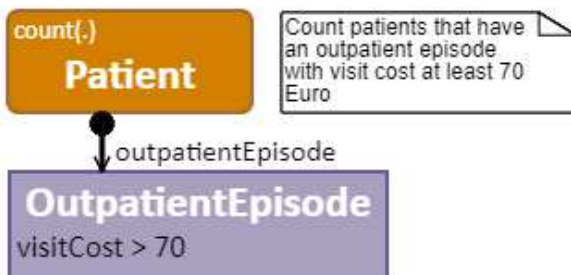 count(.)
Patient
Count patients that have
an outpatient episode
with visit cost at least 70
Euro
outpatientEpisode
OutpatientEpisode
visitCost > 70